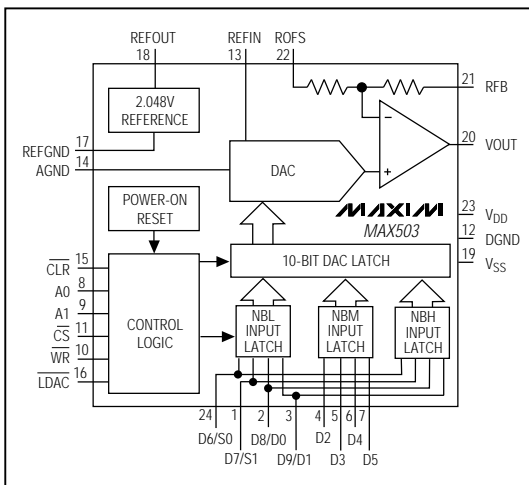 REFOUT REFIN ROFS
18 13 22
21 RFB
2.048V
REFERENCE
20 VOUT
REFGND 17
AGND 14
DAC
POWER-ON
RESET
MAXIM
MAX503
23 VDD
12 DGND
19 VSS
10-BIT DAC LATCH
CLR 15
A0 8
A1 9
CS 11
WR 10
LDAC 16
CONTROL
LOGIC
NBL
INPUT
LATCH
NBM
INPUT
LATCH
NBH
INPUT
LATCH
24 1 2 3 4 5 6 7
D6/S0 D8/D0 D2 D4
D7/S1 D9/D1 D3 D5